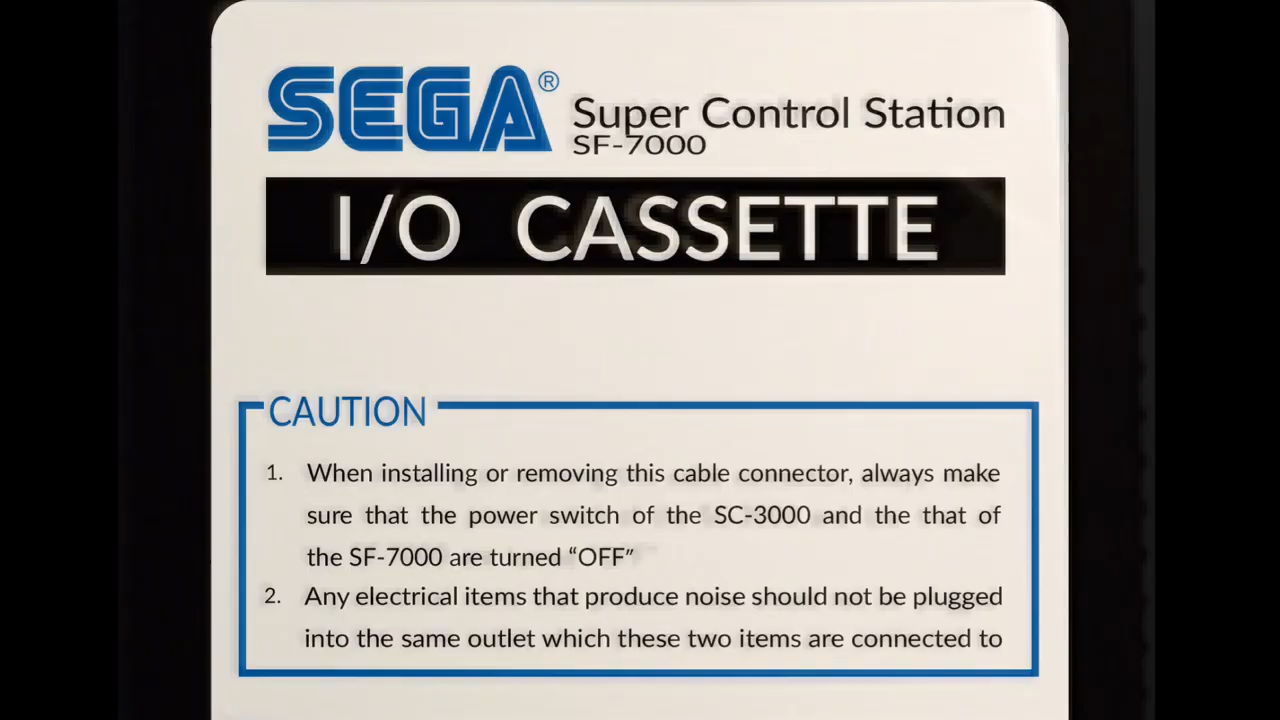 SEGA®
Super Control Station
SF-7000
I/O CASSETTE
CAUTION
1. When installing or removing this cable connector, always make
sure that the power switch of the SC-3000 and the that of
the SF-7000 are turned “OFF”
2. Any electrical items that produce noise should not be plugged
into the same outlet which these two items are connected to